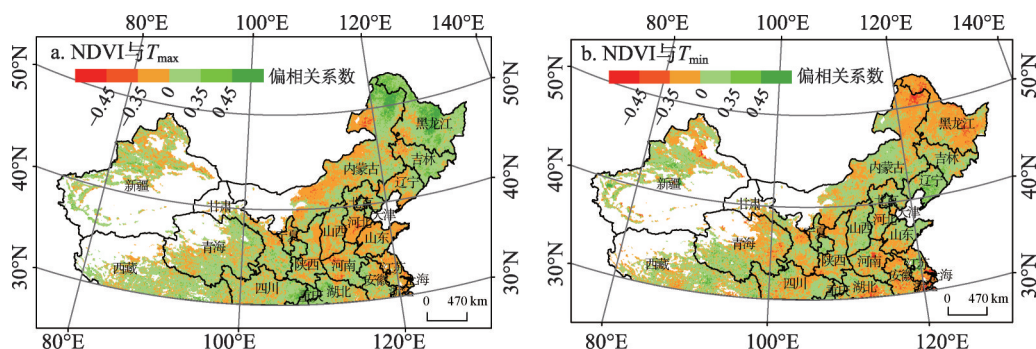 80°E
100°E
120°E
140°E
a. NDVI与Tmax
偏相关系数
-0.45
-0.35
0
0.35
0.45
50°N
40°N
30°N
50°N
40°N
30°N
黑龙江
吉林
辽宁
内蒙古
新疆
甘肃
北京
天津
河北
山西
山东
宁夏
青海
陕西
河南
江苏
西藏
四川
湖北
安徽
上海
0 470 km
80°E
100°E
120°E
80°E
100°E
120°E
140°E
b. NDVI与Tmin
偏相关系数
-0.45
-0.35
0
0.35
0.45
50°N
40°N
30°N
50°N
40°N
30°N
黑龙江
吉林
辽宁
内蒙古
新疆
甘肃
天津
河北
山西
山东
青海
陕西
河南
江苏
西藏
四川
湖北
安徽
上海
0 470 km
80°E
100°E
120°E